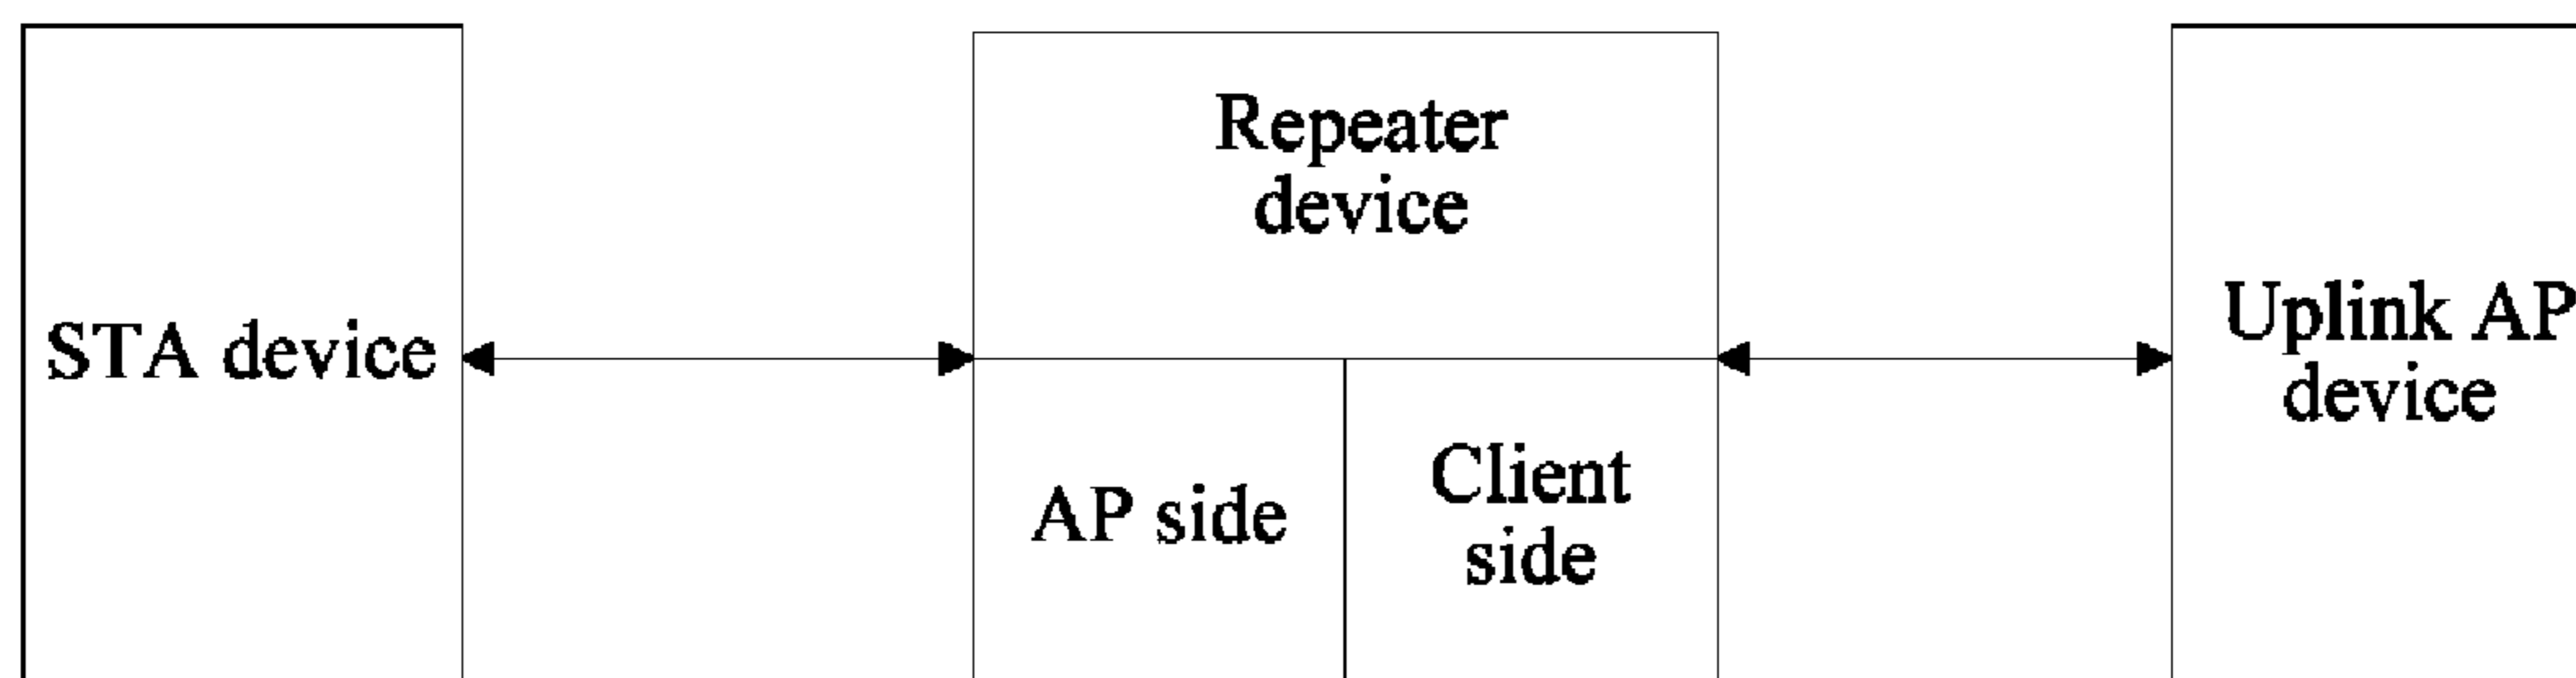 STA device
Repeater
device
AP side
Client
side
Uplink AP
device